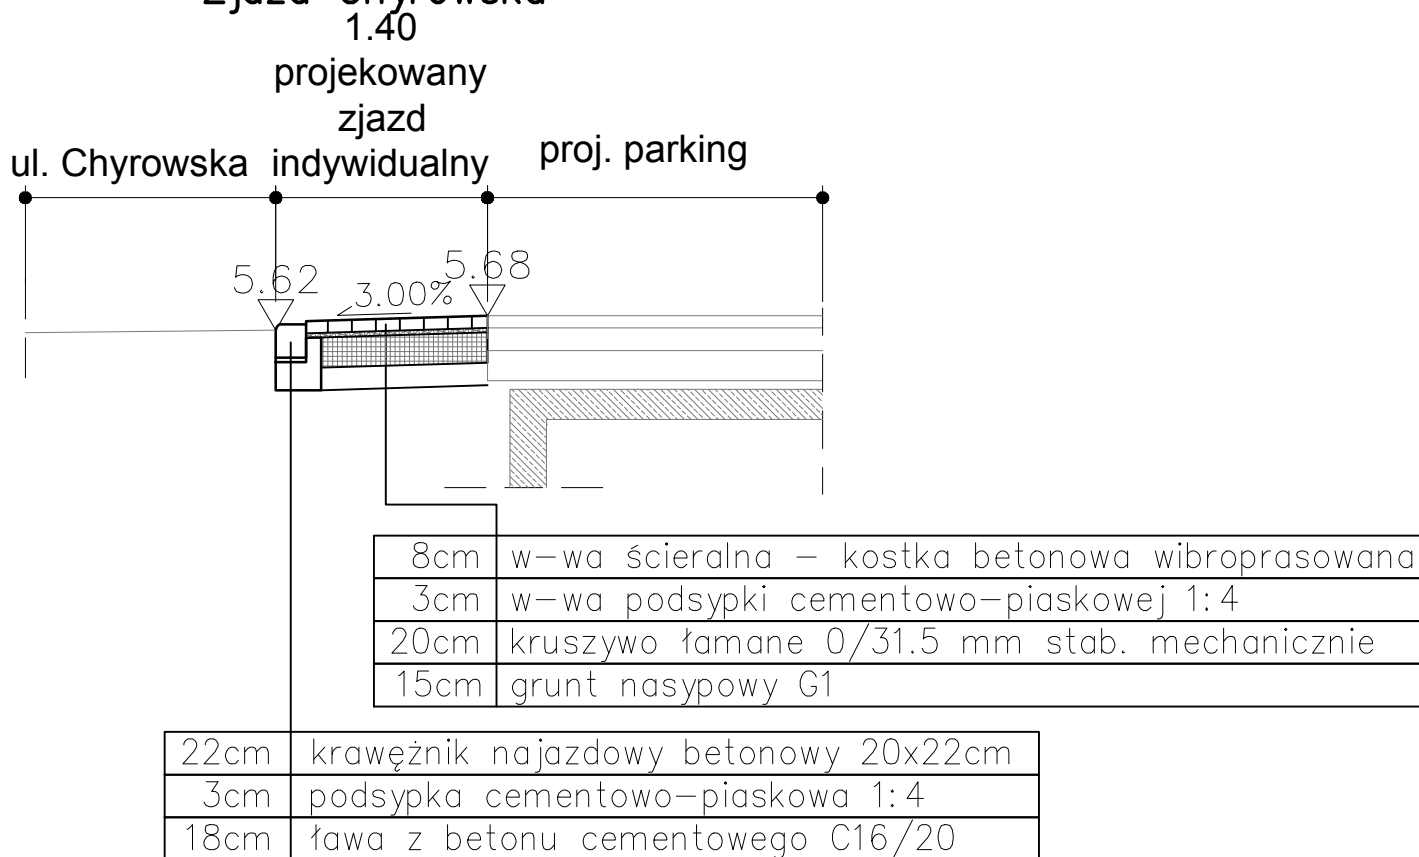 1.40
projekowany
zjazd
ul. Chyrowska indywidualny proj. parking
5.62 3.00% 5.68
8cm w-wa ścieralna – kostka betonowa wibroprasowana
3cm w-wa podsypki cementowo-piaskowej 1:4
20cm kruszywo łamane 0/31.5 mm stab. mechanicznie
15cm grunt nasypowy G1
22cm krawężnik najazdowy betonowy 20x22cm
3cm podsypka cementowo-piaskowa 1:4
18cm ława z betonu cementowego C16/20